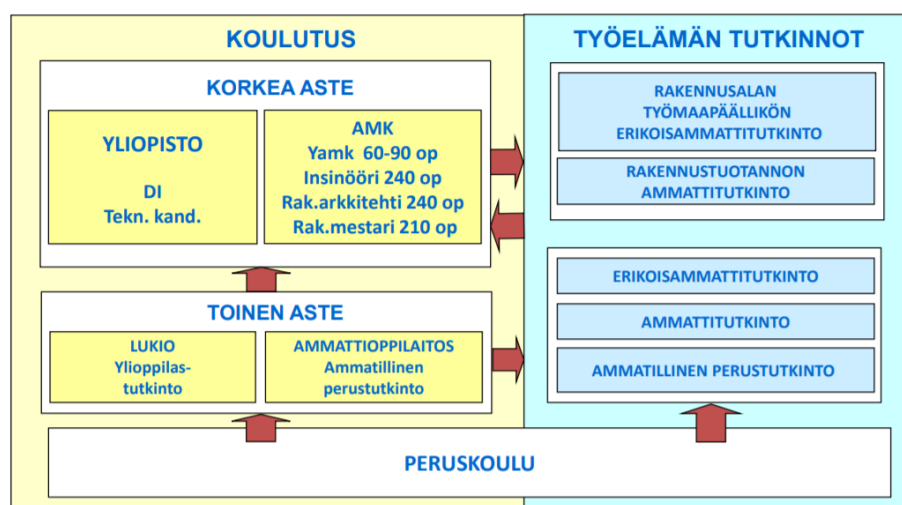 KOULUTUS
KORKEA ASTE
YLIOPISTO
DI
Tekn. kand.
AMK
Yamk 60-90 op
Insinööri 240 op
Rak.arkkitehti 240 op
Rak.mestari 210 op
TOINEN ASTE
LUKIO
Ylioppilas-
tutkinto
AMMATTIOPPILAITOS
Ammatillinen
perustutkinto
TYÖELÄMÄN TUTKINNOT
RAKENNUSALAN
TYÖMAAPÄÄLLIKÖN
ERIKOISAMMATTITUTKINTO
RAKENNUSTUOTANNON
AMMATTITUTKINTO
ERIKOISAMMATTITUTKINTO
AMMATTITUTKINTO
AMMATILLINEN PERUSTUTKINTO
PERUSKOULU